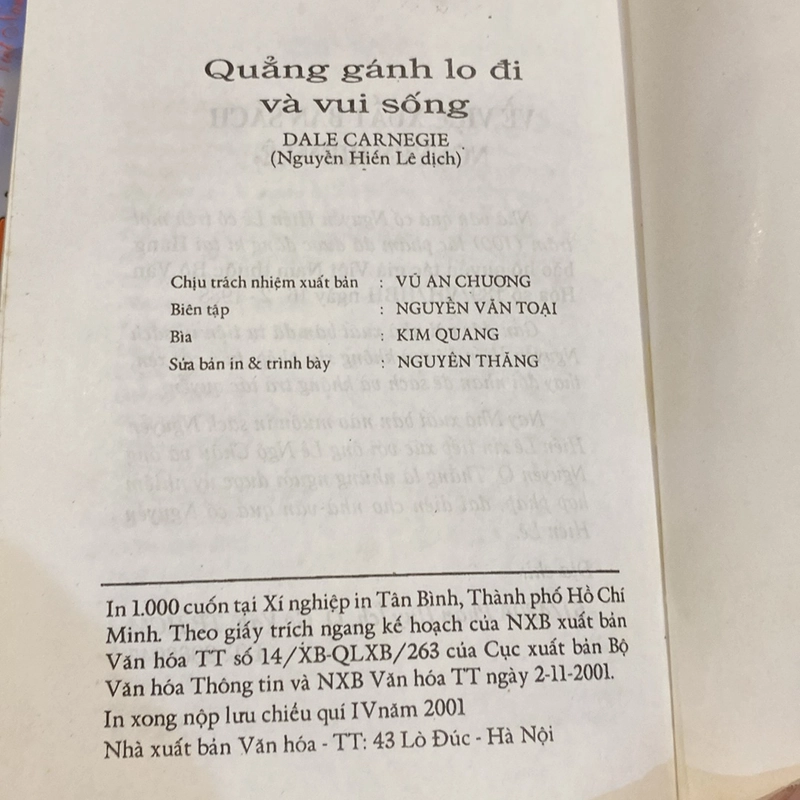 Quẳng gánh lo đi
và vui sống
DALE CARNEGIE
(Nguyễn Hiến Lê dịch)
Chịu trách nhiệm xuất bản : VŨ AN CHƯƠNG
Biên tập : NGUYỄN VĂN TOẠI
Bìa : KIM QUANG
Sửa bản in & trình bày : NGUYÊN THĂNG
In 1.000 cuốn tại Xí nghiệp in Tân Bình, Thành phố Hồ Chí
Minh. Theo giấy trích ngang kế hoạch của NXB xuất bản
Văn hóa TT số 14/XB-QLXB/263 của Cục xuất bản Bộ
Văn hóa Thông tin và NXB Văn hóa TT ngày 2-11-2001.
In xong nộp lưu chiểu quí IV năm 2001
Nhà xuất bản Văn hóa - TT: 43 Lò Đúc - Hà Nội